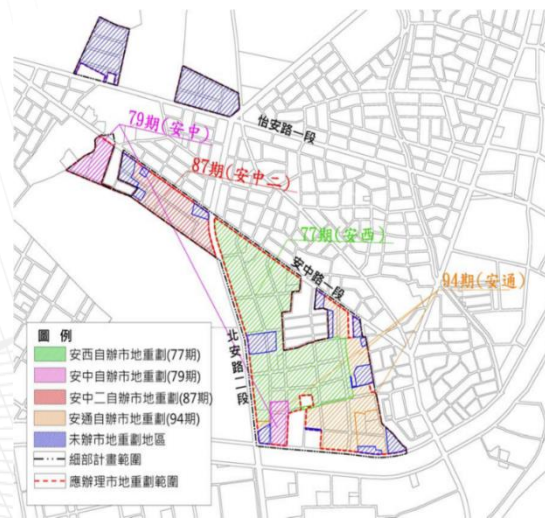 79期(安中)
怡安路一段
87期(安中二)
77期(安西)
安中路一段
94期(安通)
北安路二段
圖 例
安西自辦市地重劃(77期)
安中自辦市地重劃(79期)
安中二自辦市地重劃(87期)
安通自辦市地重劃(94期)
未辦市地重劃地區
細部計畫範圍
應辦理市地重劃範圍